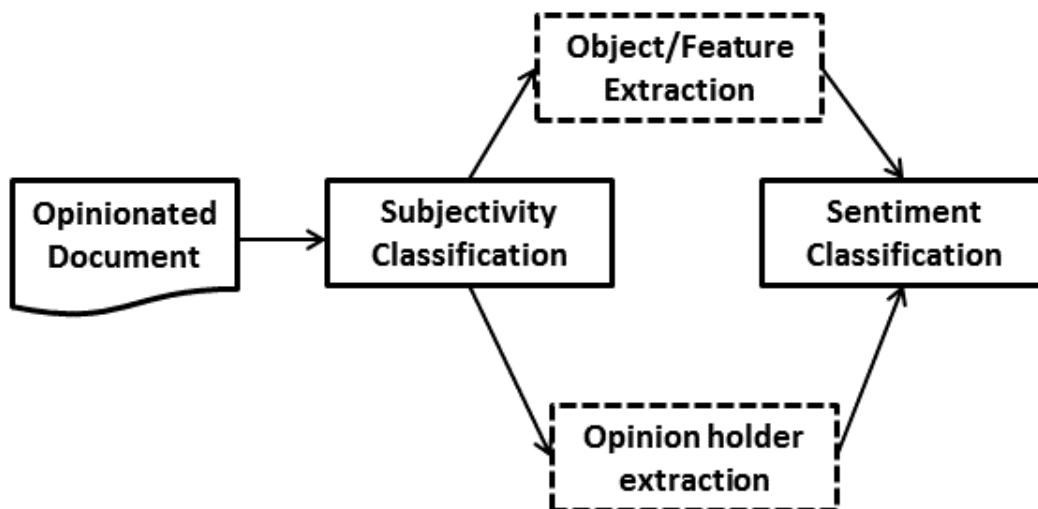 Object/Feature
Extraction
Opinionated
Document
Subjectivity
Classification
Sentiment
Classification
Opinion holder
extraction